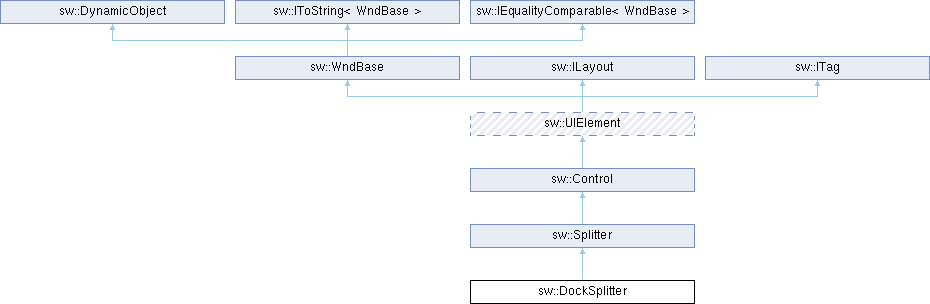 sw::DynamicObject
sw::IToString< WndBase >
sw::IEqualityComparable< WndBase >
sw::WndBase
sw::ILayout
sw::ITag
sw::UIElement
sw::Control
sw::Splitter
sw::DockSplitter